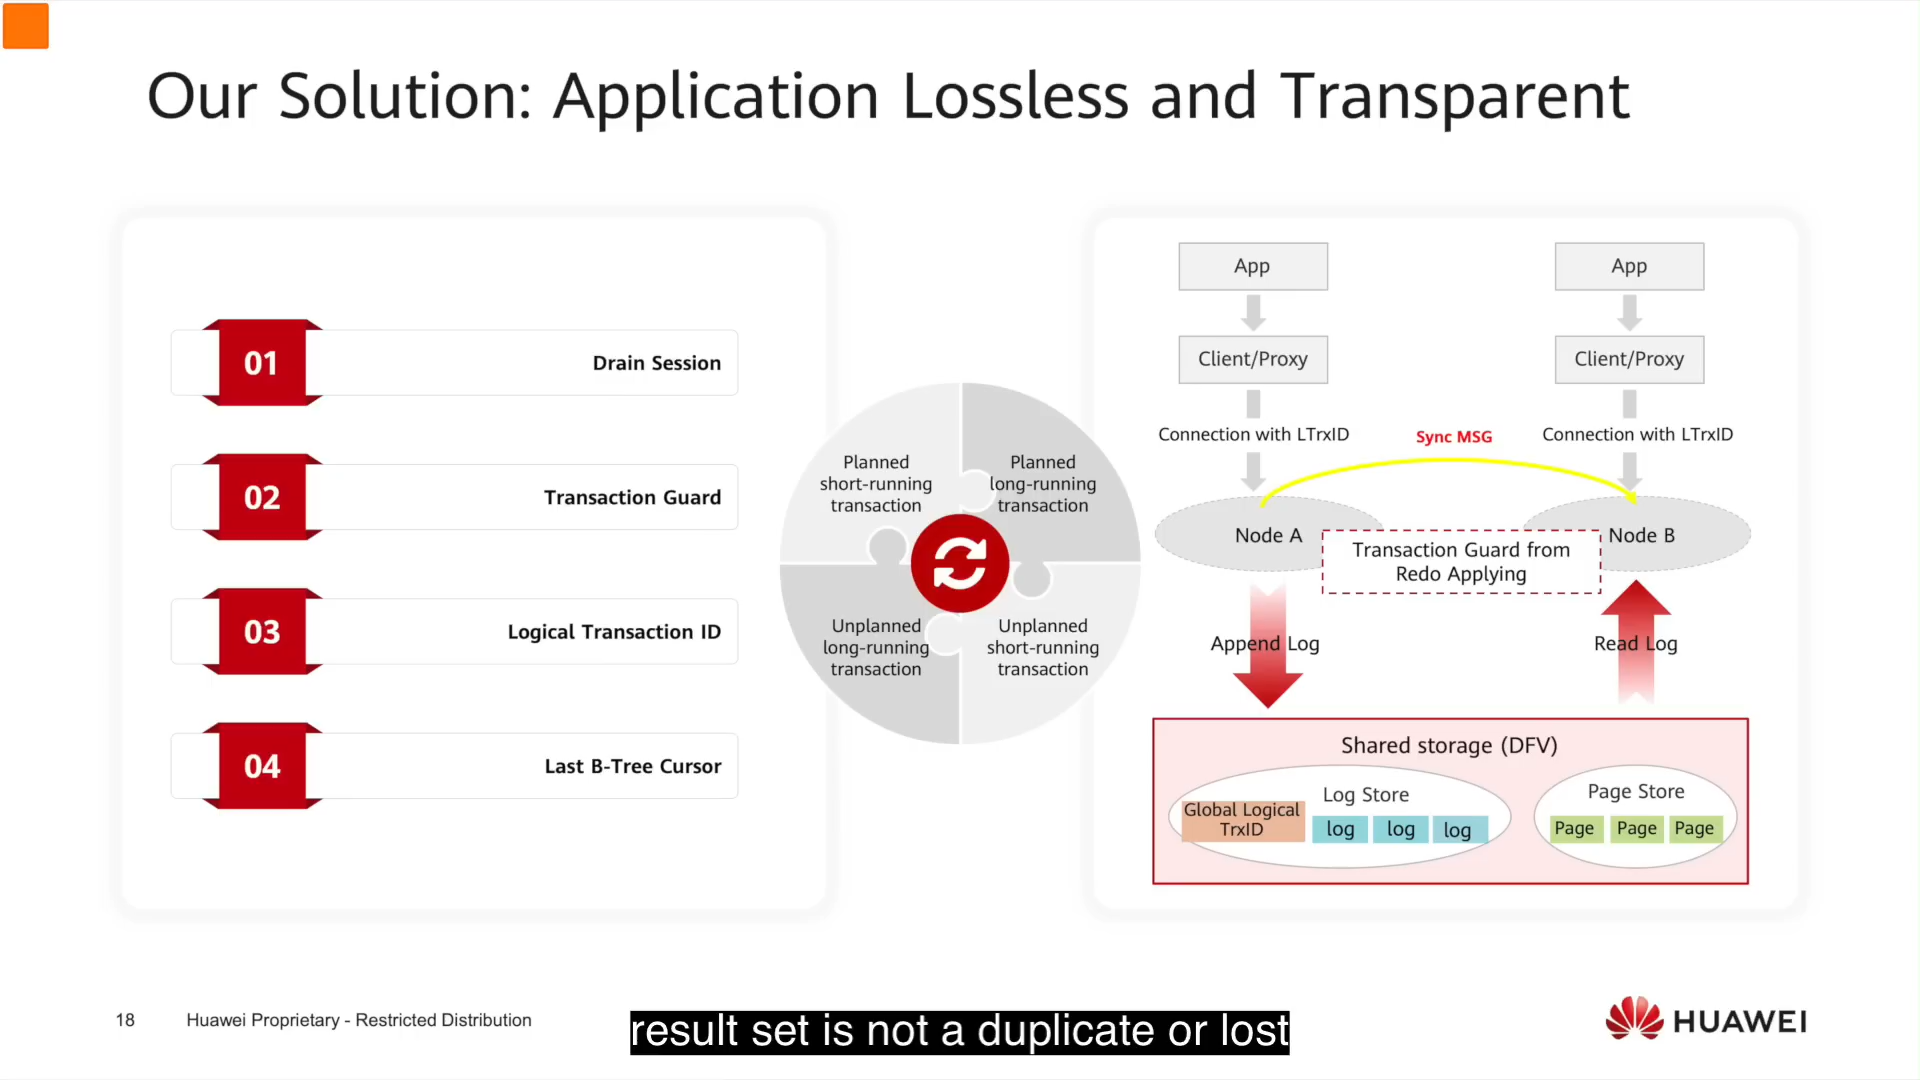 Our Solution: Application Lossless and Transparent
01
Drain Session
02
Transaction Guard
03
Logical Transaction ID
04
Last B-Tree Cursor
Planned
short-running
transaction
Planned
long-running
transaction
Unplanned
long-running
transaction
Unplanned
short-running
transaction
App
App
Client/Proxy
Client/Proxy
Connection with LTrxID
Sync MSG
Connection with LTrxID
Node A
Node B
Transaction Guard from
Redo Applying
Append Log
Read Log
Shared storage (DFV)
Log Store
Global Logical
TrxID
log
log
log
Page Store
Page
Page
Page
18
Huawei Proprietary - Restricted Distribution
result set is not a duplicate or lost
HUAWEI